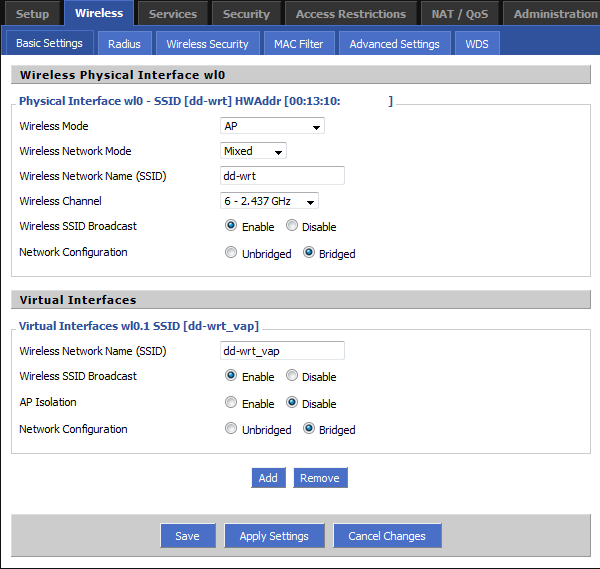 Setup Wireless Services Security Access Restrictions NAT / QoS Administration
Basic Settings Radius Wireless Security MAC Filter Advanced Settings WDS
Wireless Physical Interface wl0
Physical Interface wl0 - SSID [dd-wrt] HWAddr [00:13:10: ]
Wireless Mode AP
Wireless Network Mode Mixed
Wireless Network Name (SSID) dd-wrt
Wireless Channel 6 - 2.437 GHz
Wireless SSID Broadcast Enable Disable
Network Configuration Unbridged Bridged
Virtual Interfaces
Virtual Interfaces wl0.1 SSID [dd-wrt_vap]
Wireless Network Name (SSID) dd-wrt_vap
Wireless SSID Broadcast Enable Disable
AP Isolation Enable Disable
Network Configuration Unbridged Bridged
Add Remove
Save Apply Settings Cancel Changes